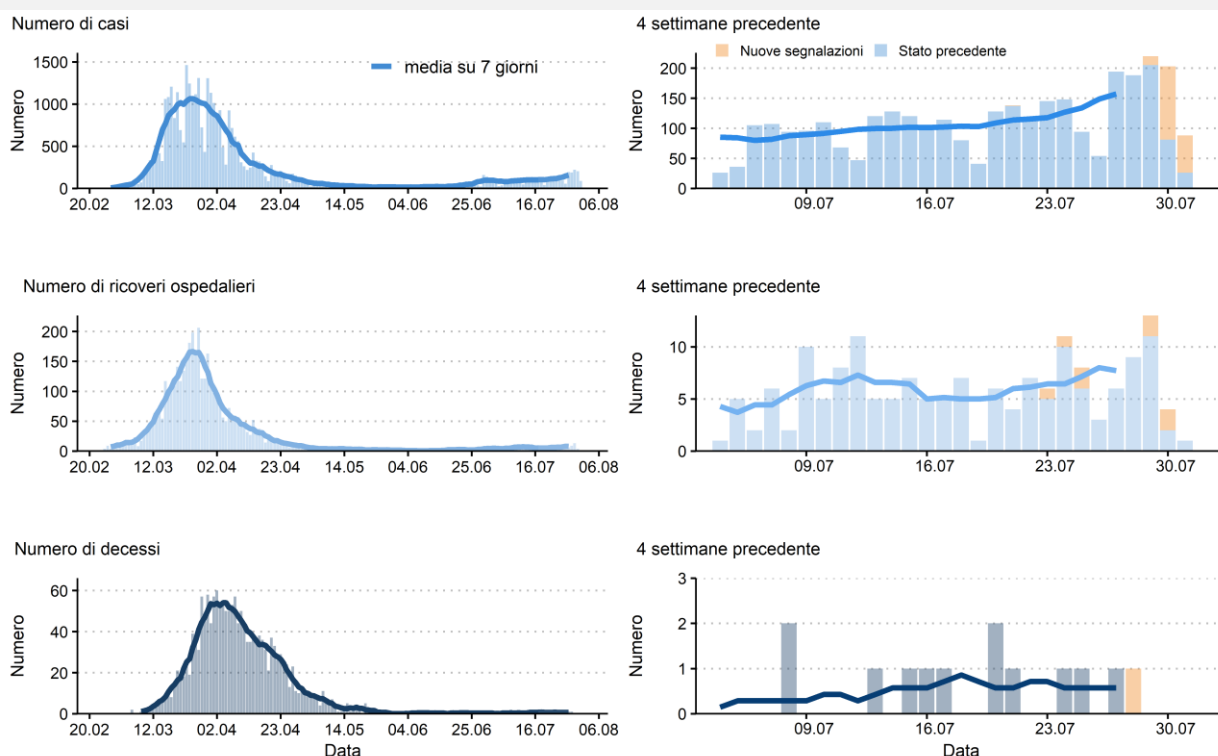 Numero di casi
1500
1000
500
0
Numero
media su 7 giorni
20.02 12.03 02.04 23.04 14.05 04.06 25.06 16.07 06.08
4 settimane precedente
Nuove segnalazioni Stato precedente
200
150
100
50
0
Numero
09.07 16.07 23.07 30.07
Numero di ricoveri ospedalieri
200
150
100
50
0
Numero
20.02 12.03 02.04 23.04 14.05 04.06 25.06 16.07 06.08
4 settimane precedente
10
5
0
Numero
09.07 16.07 23.07 30.07
Numero di decessi
60
40
20
0
Numero
20.02 12.03 02.04 23.04 14.05 04.06 25.06 16.07 06.08
Data
4 settimane precedente
3
2
1
0
Numero
09.07 16.07 23.07 30.07
Data